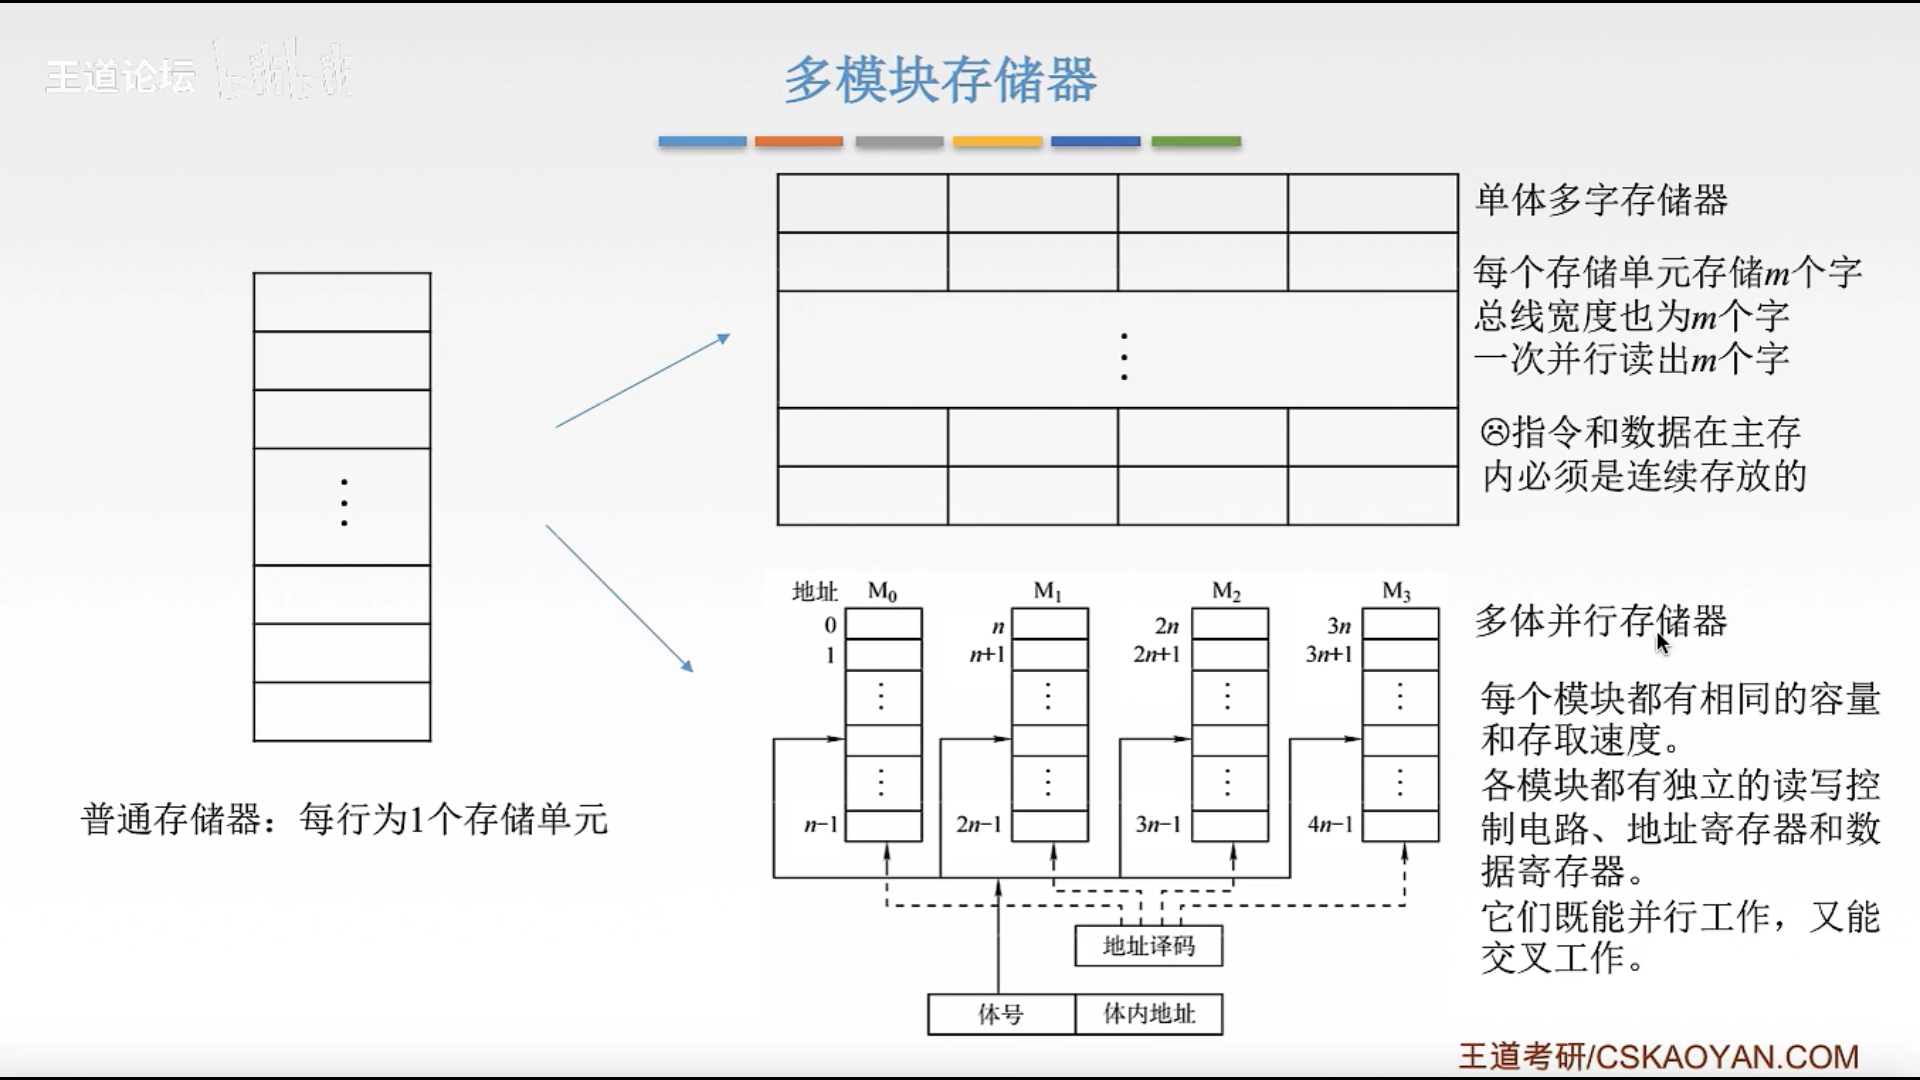 王道论坛 bilibili
多模块存储器
单体多字存储器
每个存储单元存储m个字
总线宽度也为m个字
一次并行读出m个字
☹指令和数据在主存
内必须是连续存放的
普通存储器：每行为1个存储单元
地址 M₀ M₁ M₂ M₃
0 n 2n 3n
1 n+1 2n+1 3n+1
n−1 2n−1 3n−1 4n−1
地址译码
体号 体内地址
多体并行存储器
每个模块都有相同的容量
和存取速度。
各模块都有独立的读写控
制电路、地址寄存器和数
据寄存器。
它们既能并行工作，又能
交叉工作。
王道考研/CSKAOYAN.COM